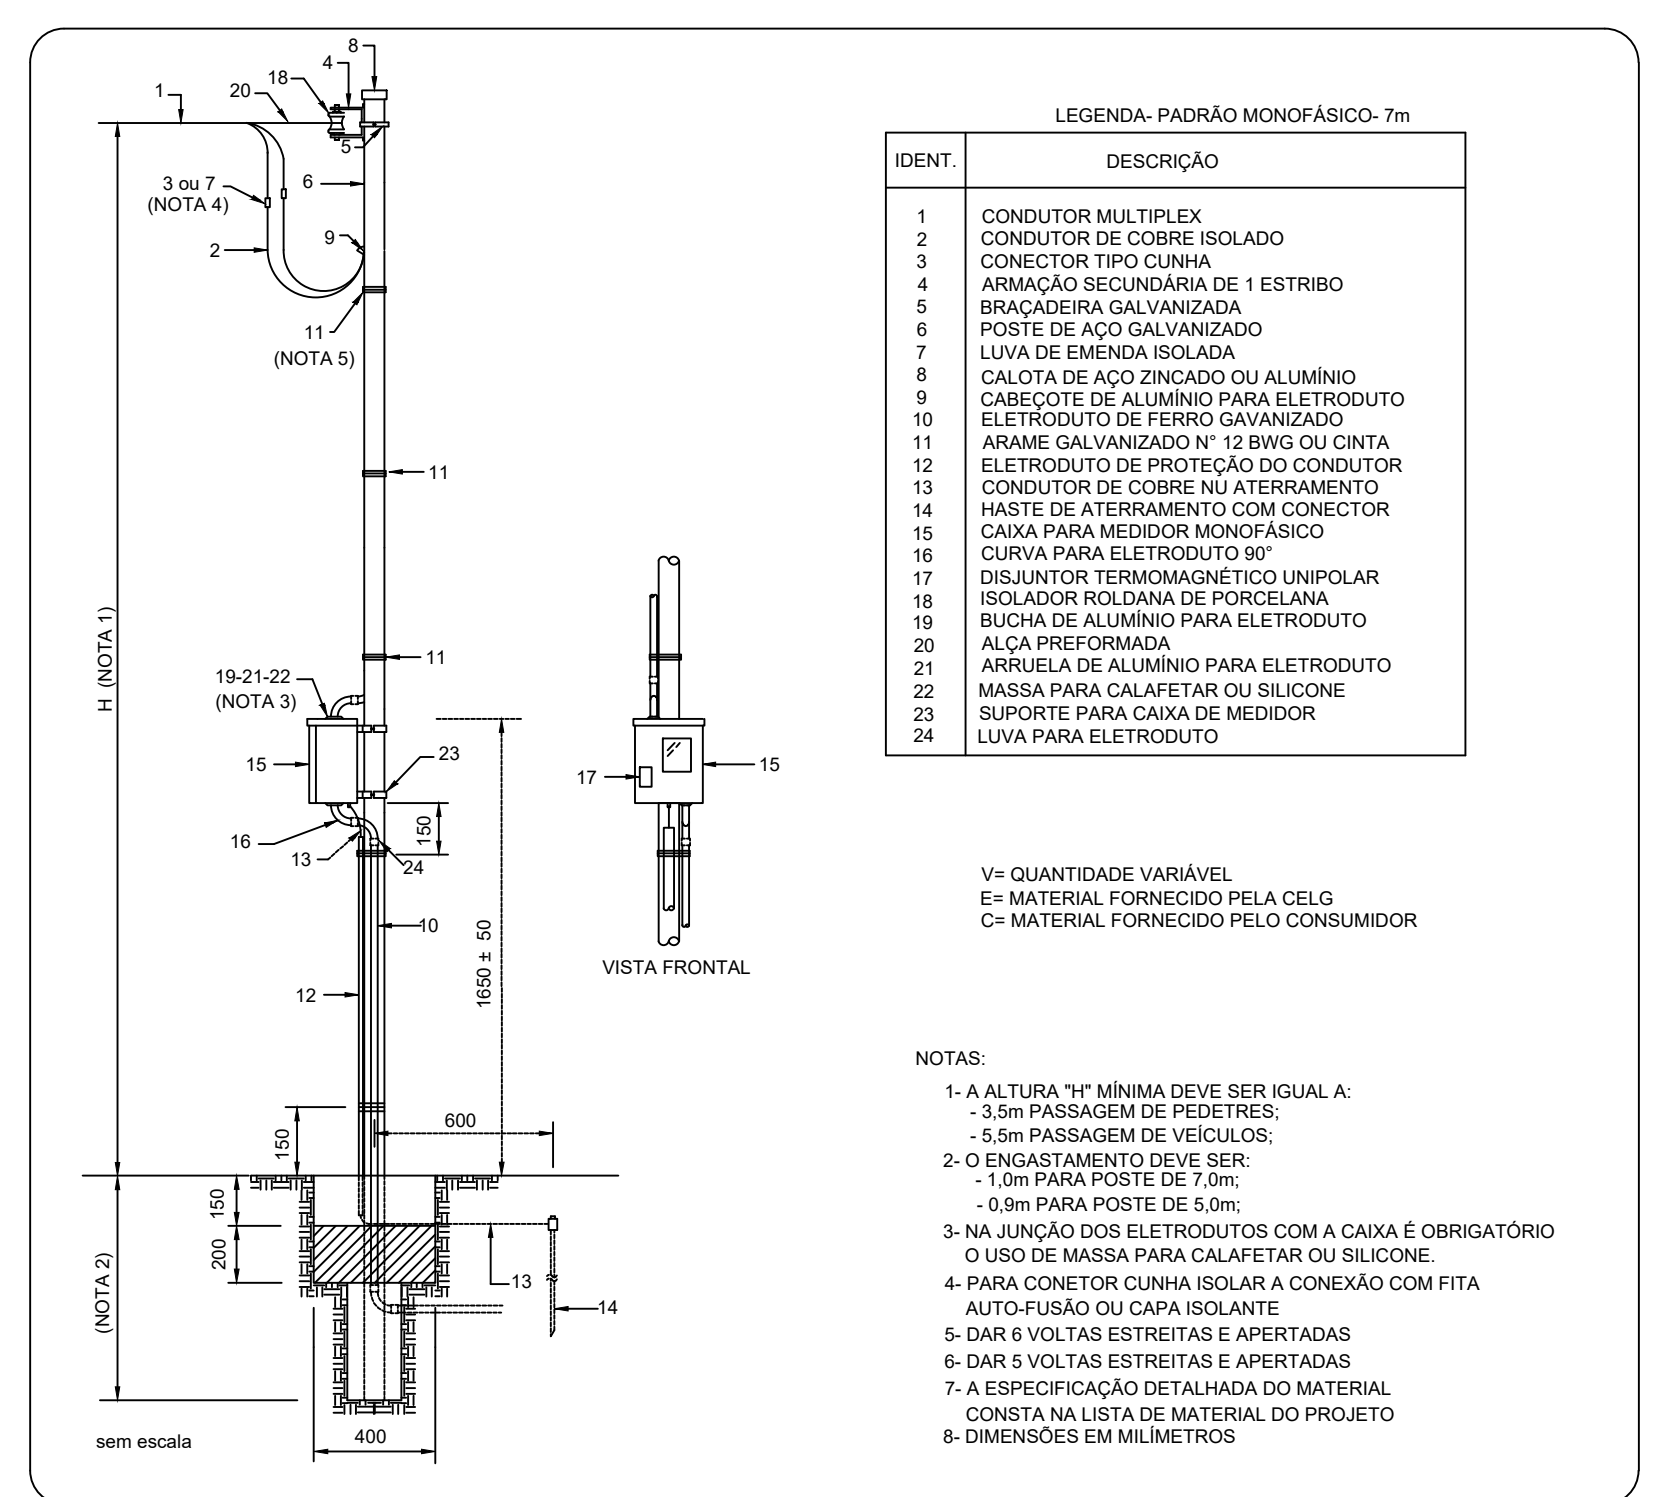 8
4
18
1
20
5
3 ou 7
(NOTA 4)
6
9
2
11
(NOTA 5)
11
H (NOTA 1)
11
19-21-22
(NOTA 3)
15
23
17
15
150
16
13
24
10
1650 ± 50
VISTA FRONTAL
12
600
150
150
200
13
(NOTA 2)
14
400
sem escala
LEGENDA- PADRÃO MONOFÁSICO- 7m
IDENT. DESCRIÇÃO
1 CONDUTOR MULTIPLEX
2 CONDUTOR DE COBRE ISOLADO
3 CONECTOR TIPO CUNHA
4 ARMAÇÃO SECUNDÁRIA DE 1 ESTRIBO
5 BRAÇADEIRA GALVANIZADA
6 POSTE DE AÇO GALVANIZADO
7 LUVA DE EMENDA ISOLADA
8 CALOTA DE AÇO ZINCADO OU ALUMÍNIO
9 CABEÇOTE DE ALUMÍNIO PARA ELETRODUTO
10 ELETRODUTO DE FERRO GAVANIZADO
11 ARAME GALVANIZADO N° 12 BWG OU CINTA
12 ELETRODUTO DE PROTEÇÃO DO CONDUTOR
13 CONDUTOR DE COBRE NU ATERRAMENTO
14 HASTE DE ATERRAMENTO COM CONECTOR
15 CAIXA PARA MEDIDOR MONOFÁSICO
16 CURVA PARA ELETRODUTO 90°
17 DISJUNTOR TERMOMAGNÉTICO UNIPOLAR
18 ISOLADOR ROLDANA DE PORCELANA
19 BUCHA DE ALUMÍNIO PARA ELETRODUTO
20 ALÇA PREFORMADA
21 ARRUELA DE ALUMÍNIO PARA ELETRODUTO
22 MASSA PARA CALAFETAR OU SILICONE
23 SUPORTE PARA CAIXA DE MEDIDOR
24 LUVA PARA ELETRODUTO
V= QUANTIDADE VARIÁVEL
E= MATERIAL FORNECIDO PELA CELG
C= MATERIAL FORNECIDO PELO CONSUMIDOR
NOTAS:
1- A ALTURA "H" MÍNIMA DEVE SER IGUAL A:
- 3,5m PASSAGEM DE PEDETRES;
- 5,5m PASSAGEM DE VEÍCULOS;
2- O ENGASTAMENTO DEVE SER:
- 1,0m PARA POSTE DE 7,0m;
- 0,9m PARA POSTE DE 5,0m;
3- NA JUNÇÃO DOS ELETRODUTOS COM A CAIXA É OBRIGATÓRIO
O USO DE MASSA PARA CALAFETAR OU SILICONE.
4- PARA CONETOR CUNHA ISOLAR A CONEXÃO COM FITA
AUTO-FUSÃO OU CAPA ISOLANTE
5- DAR 6 VOLTAS ESTREITAS E APERTADAS
6- DAR 5 VOLTAS ESTREITAS E APERTADAS
7- A ESPECIFICAÇÃO DETALHADA DO MATERIAL
CONSTA NA LISTA DE MATERIAL DO PROJETO
8- DIMENSÕES EM MILÍMETROS